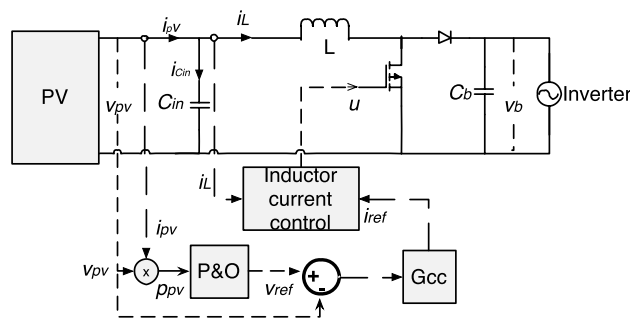 ipv
iL
L
PV
vpv
iCin
Cin
u
Cb
vb
Inverter
iL
Inductor
current
control
iref
ipv
vpv
x
ppv
P&O
vref
+
-
Gcc